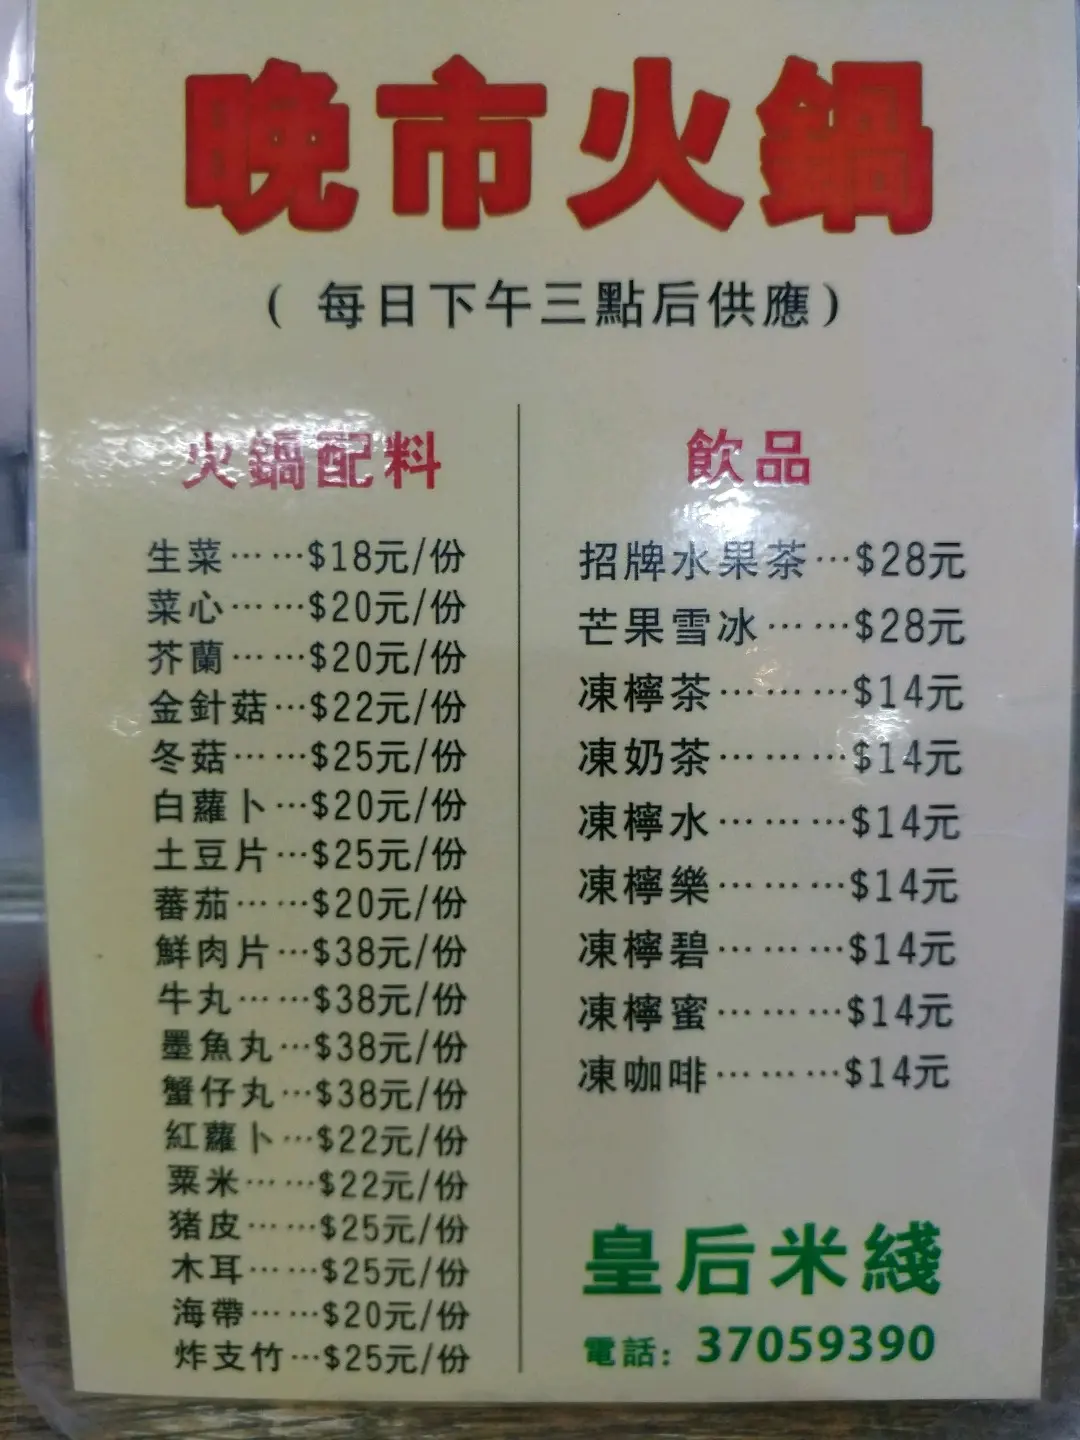 晚市火鍋
( 每日下午三點后供應)
火鍋配料
生菜……$18元/份
菜心……$20元/份
芥蘭……$20元/份
金針菇…$22元/份
冬菇……$25元/份
白蘿卜…$20元/份
土豆片…$25元/份
蕃茄……$20元/份
鮮肉片…$38元/份
牛丸……$38元/份
墨魚丸…$38元/份
蟹仔丸…$38元/份
紅蘿卜…$22元/份
粟米……$22元/份
猪皮……$25元/份
木耳……$25元/份
海帶……$20元/份
炸支竹…$25元/份
飲品
招牌水果茶…$28元
芒果雪冰……$28元
凍檸茶………$14元
凍奶茶………$14元
凍檸水………$14元
凍檸樂………$14元
凍檸碧………$14元
凍檸蜜………$14元
凍咖啡………$14元
皇后米綫
電話: 37059390